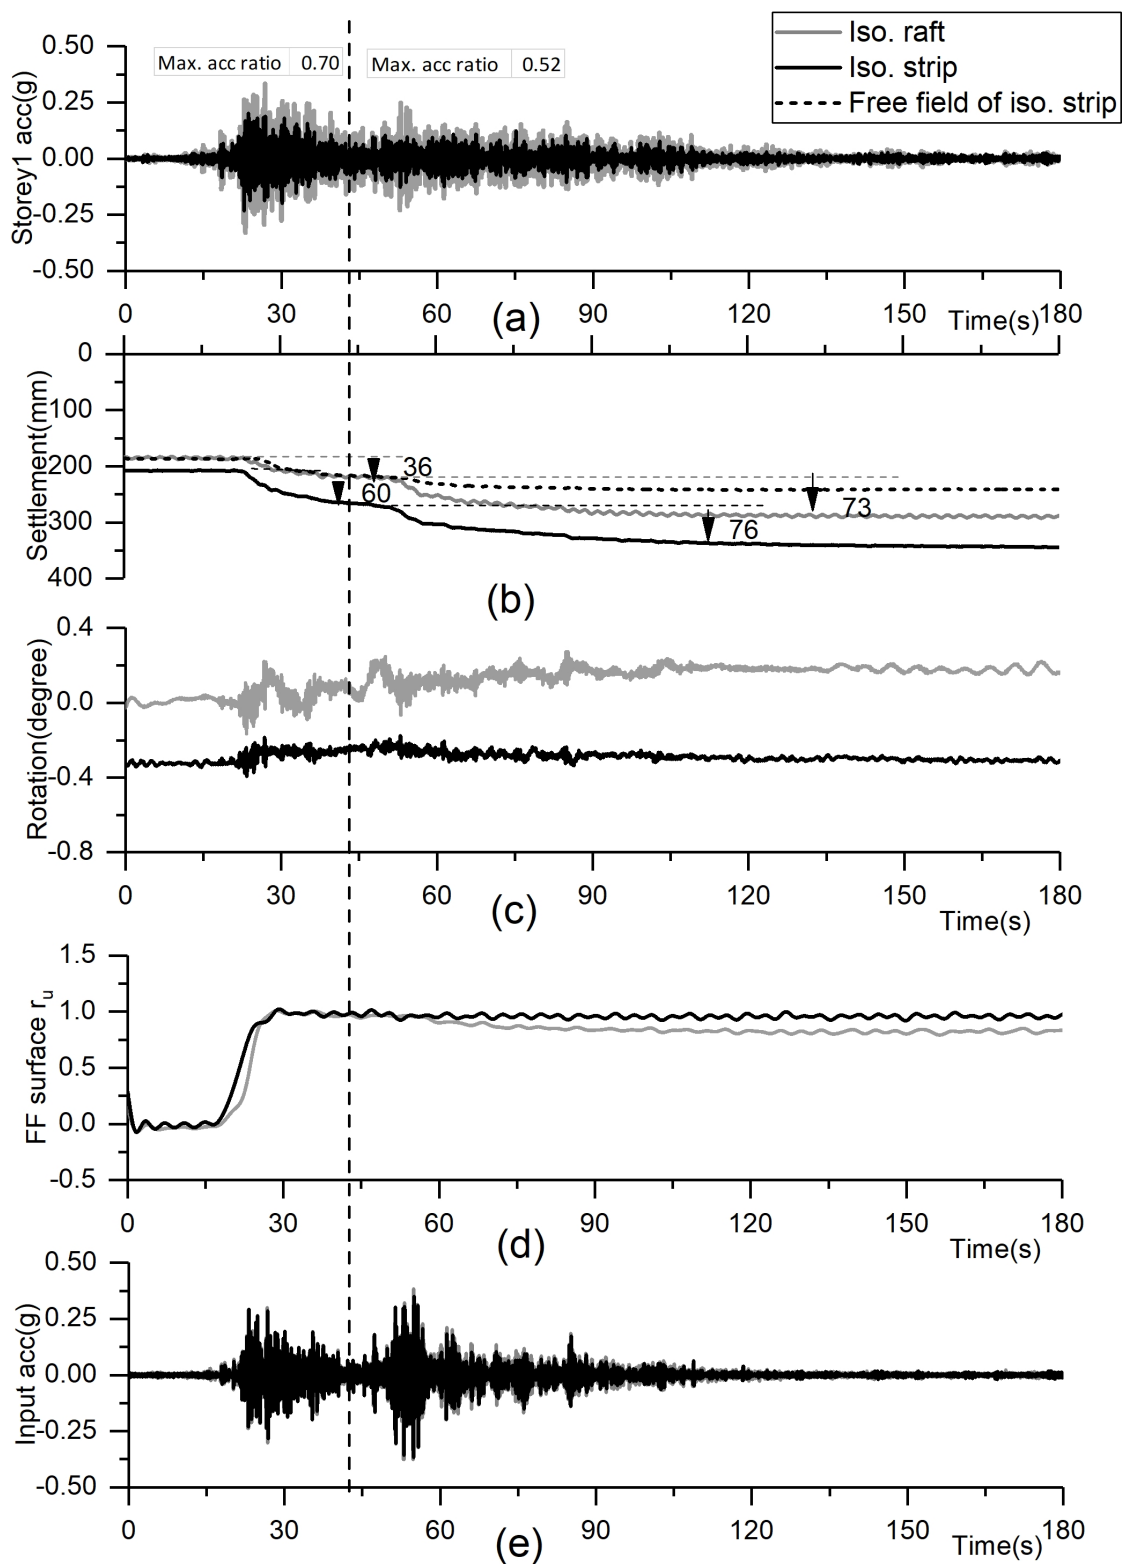 Iso. raft
Iso. strip
Free field of iso. strip
Max. acc ratio 0.70
Max. acc ratio 0.52
Storey1 acc(g)
0.50
0.25
0.00
-0.25
-0.50
0 30 60 90 120 150 180
Time(s)
(a)
Settlement(mm)
0
100
200
300
400
36
60
73
76
(b)
Rotation(degree)
0.4
0.0
-0.4
-0.8
0 30 60 90 120 150 180
Time(s)
(c)
FF surface ru
1.5
1.0
0.5
0.0
-0.5
0 30 60 90 120 150 180
Time(s)
(d)
Input acc(g)
0.50
0.25
0.00
-0.25
-0.50
0 30 60 90 120 150 180
Time(s)
(e)